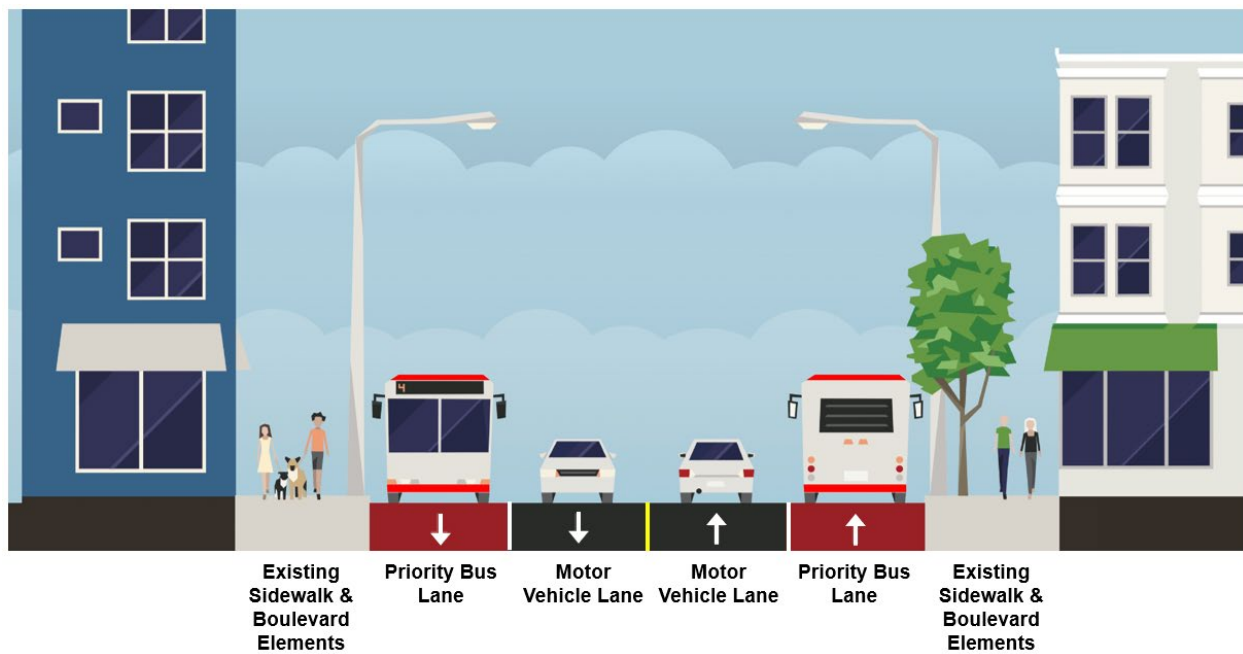 4
Existing
Sidewalk &
Boulevard
Elements
Priority Bus
Lane
Motor
Vehicle Lane
Motor
Vehicle Lane
Priority Bus
Lane
Existing
Sidewalk &
Boulevard
Elements